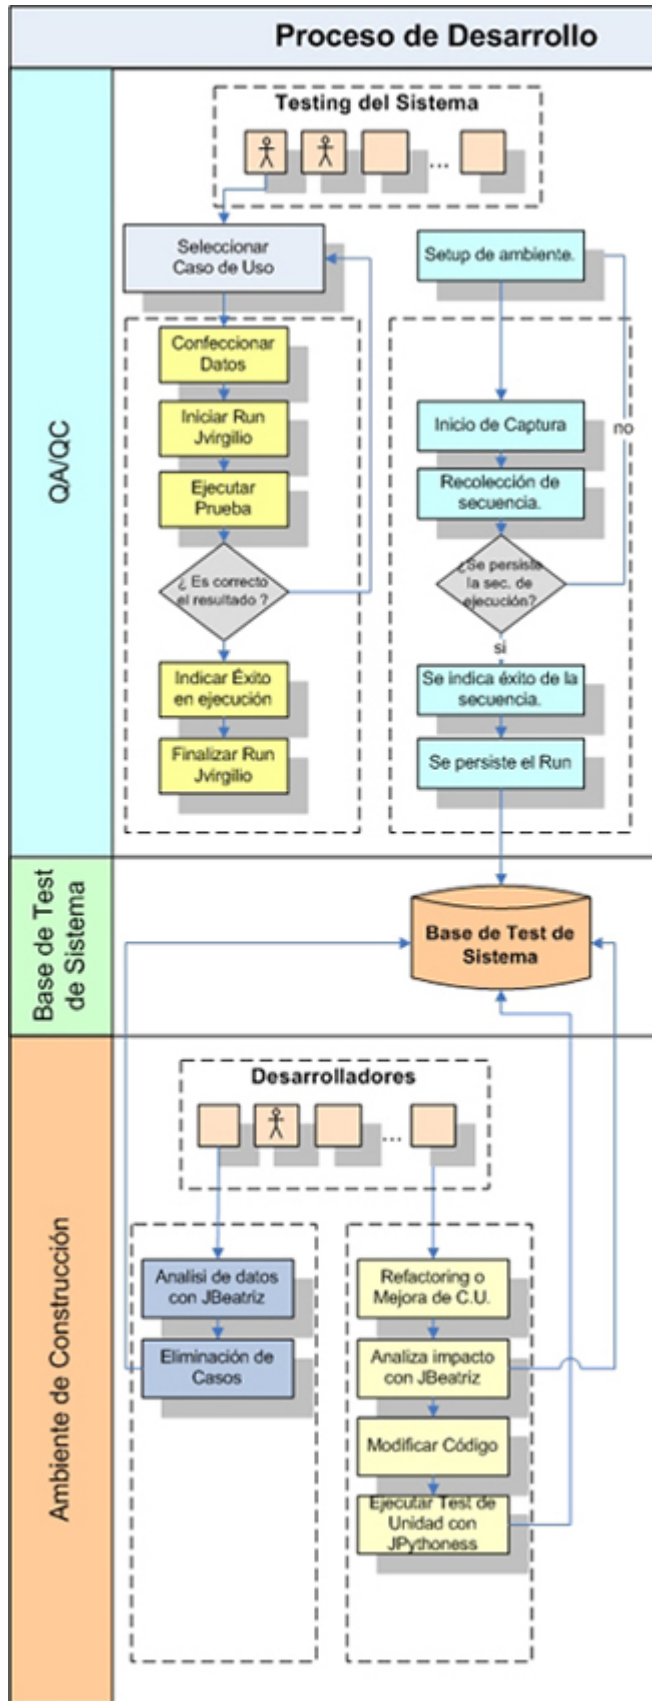 Proceso de Desarrollo
QA/QC
Testing del Sistema
...
Seleccionar
Caso de Uso
Confeccionar
Datos
Iniciar Run
Jvirgilio
Ejecutar
Prueba
¿ Es correcto
el resultado ?
Indicar Éxito
en ejecución
Finalizar Run
Jvirgilio
Setup de ambiente.
Inicio de Captura
no
Recolección de
secuencia.
¿Se persiste
la sec. de
ejecución?
si
Se indica éxito de la
secuencia.
Se persiste el Run
Base de Test
de Sistema
Base de Test de
Sistema
Ambiente de Construcción
Desarrolladores
...
Analisi de datos
con JBeatriz
Eliminación de
Casos
Refactoring o
Mejora de C.U.
Analiza impacto
con JBeatriz
Modificar Código
Ejecutar Test de
Unidad con
JPythoness